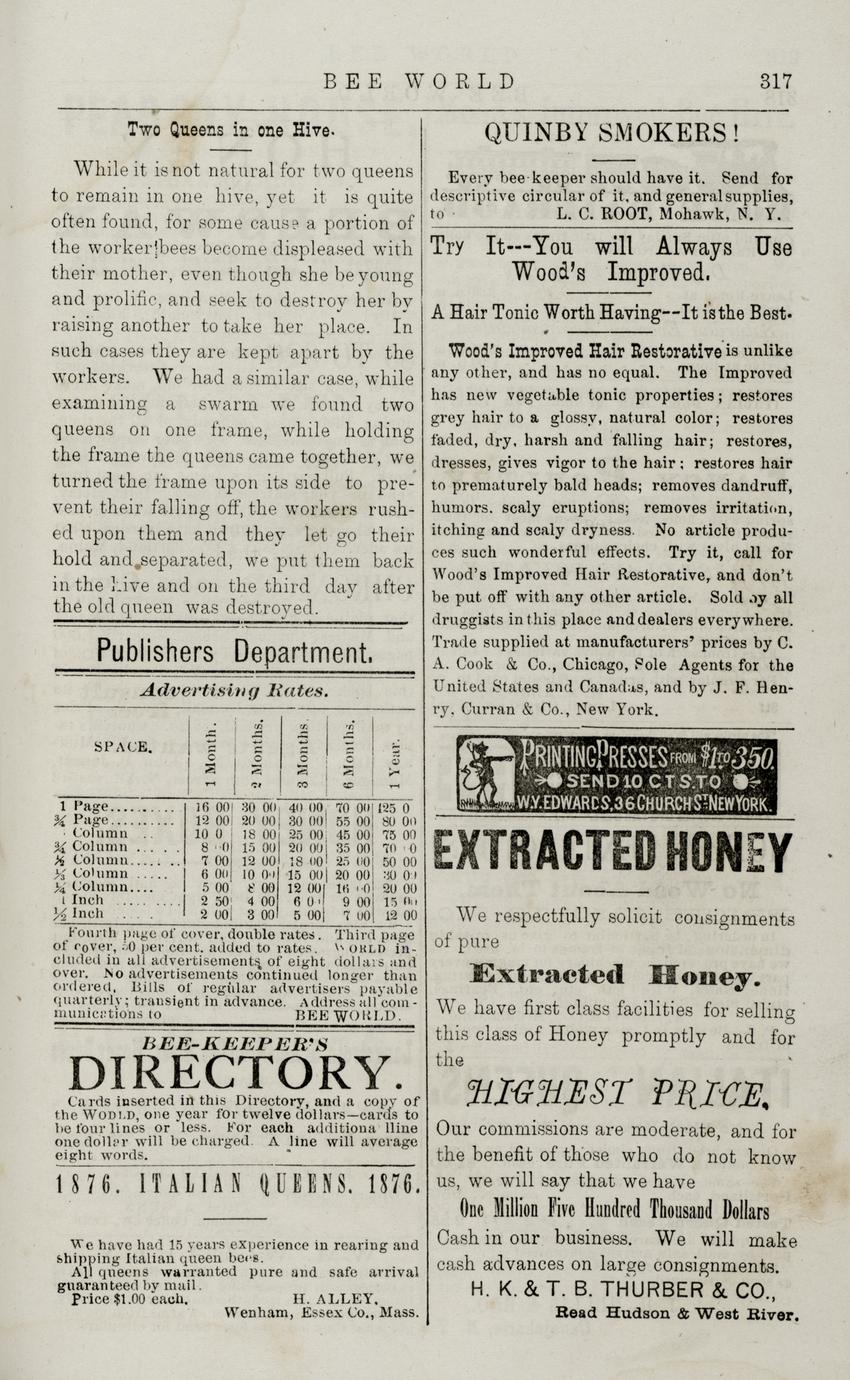 BEE WORLD
317
Two Queens in one Hive.
While it is not natural for two queens
to remain in one hive, yet it is quite
often found, for some cause a portion of
the worker bees become displeased with
their mother, even though she be young
and prolific, and seek to destroy her by
raising another to take her place. In
such cases they are kept apart by the
workers. We had a similar case, while
examining a swarm we found two
queens on one frame, while holding
the frame the queens came together, we
turned the frame upon its side to pre-
vent their falling off, the workers rush-
ed upon them and they let go their
hold and separated, we put them back
in the hive and on the third day after
the old queen was destroyed.
Publishers Department.
Advertising Rates.
SPACE. 1 Month. 2 Months. 3 Months. 6 Months. 1 Year.
1 Page.......... 16 00 30 00 40 00 70 00 125 0
¾ Page.......... 12 00 20 00 30 00 55 00 80 00
Column .. 10 0 18 00 25 00 45 00 75 00
¾ Column ..... 8 0 15 00 20 00 35 00 70 0
½ Column....... 7 00 12 00 18 00 25 00 50 00
⅓ Column ..... 6 00 10 00 15 00 20 00 30 00
¼ Column.... 5 00 8 00 12 00 16 0 20 00
1 Inch .......... 2 50 4 00 6 0 9 00 15 00
½ Inch .... 2 00 3 00 5 00 7 00 12 00
Fourth page of cover, double rates. Third page
of cover, 50 per cent. added to rates. WORLD in-
cluded in all advertisements of eight dollars and
over. No advertisements continued longer than
ordered, Bills of regular advertisers payable
quarterly; transient in advance. Address all com-
munications to BEE WORLD.
BEE-KEEPER'S
DIRECTORY.
Cards inserted in this Directory, and a copy of
the WODLD, one year for twelve dollars—cards to
be four lines or less. For each additiona lline
one dollar will be charged. A line will average
eight words.
1876. ITALIAN QUEENS. 1876.
We have had 15 years experience in rearing and
shipping Italian queen bees.
All queens warranted pure and safe arrival
guaranteed by mail.
Price $1.00 each. H. ALLEY,
Wenham, Essex Co., Mass.
QUINBY SMOKERS!
Every bee-keeper should have it. Send for
descriptive circular of it, and general supplies,
to L. C. ROOT, Mohawk, N. Y.
Try It---You will Always Use
Wood's Improved.
A Hair Tonic Worth Having--It is the Best.
Wood's Improved Hair Restorative is unlike
any other, and has no equal. The Improved
has new vegetable tonic properties; restores
grey hair to a glossy, natural color; restores
faded, dry, harsh and falling hair; restores,
dresses, gives vigor to the hair; restores hair
to prematurely bald heads; removes dandruff,
humors, scaly eruptions; removes irritation,
itching and scaly dryness. No article produ-
ces such wonderful effects. Try it, call for
Wood's Improved Hair Restorative, and don't
be put off with any other article. Sold by all
druggists in this place and dealers everywhere.
Trade supplied at manufacturers' prices by C.
A. Cook & Co., Chicago, Sole Agents for the
United States and Canadas, and by J. F. Hen-
ry, Curran & Co., New York.
PRINTING PRESSES FROM $1 TO 350.
SEND 10 CTS. TO
W.Y. EDWARDS, 36 CHURCH ST. NEW YORK.
EXTRACTED HONEY
We respectfully solicit consignments
of pure
Extracted Honey.
We have first class facilities for selling
this class of Honey promptly and for
the
HIGHEST PRICE,
Our commissions are moderate, and for
the benefit of those who do not know
us, we will say that we have
One Million Five Hundred Thousand Dollars
Cash in our business. We will make
cash advances on large consignments.
H. K. & T. B. THURBER & CO.,
Read Hudson & West River.